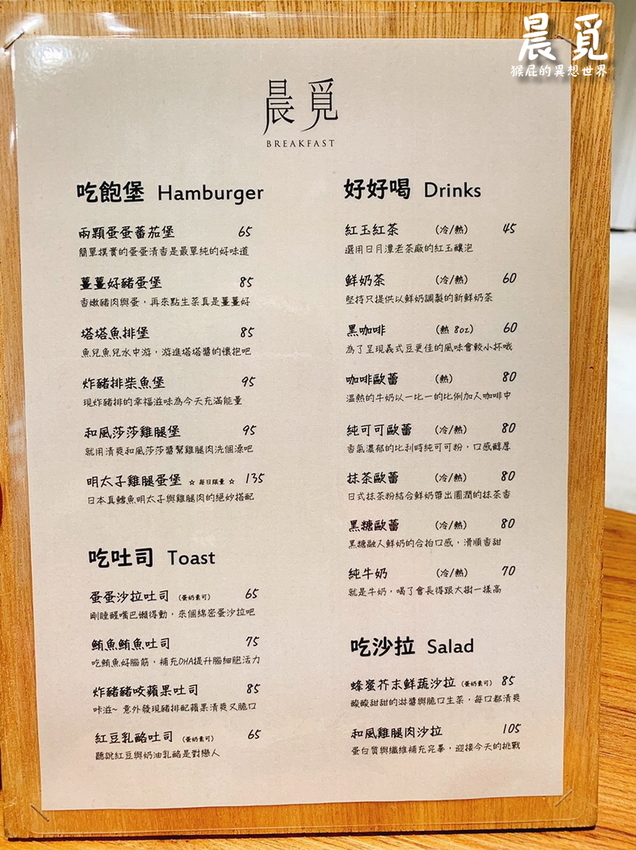 晨覓
猴屁的異想世界
晨覓
BREAKFAST
吃飽堡 Hamburger
兩顆蛋蛋蕃茄堡 65
簡單撲實的蛋蛋清香是最單純的好味道
薑薑好豬蛋堡 85
香嫩豬肉與蛋，再來點生菜真是薑薑好
塔塔魚排堡 85
魚兒魚兒水中游，游進塔塔醬的懷抱吧
炸豬排柴魚堡 95
現炸豬排的幸福滋味為今天充滿能量
和風莎莎雞腿堡 95
就用清爽和風莎莎醬幫雞腿肉洗個澡吧
明太子雞腿蛋堡 ☆ 每日限量 ☆ 135
日本真鱈魚明太子與雞腿肉的絕妙搭配
吃吐司 Toast
蛋蛋沙拉吐司 (蛋奶素可) 65
剛睡醒嘴巴懶得動，來個綿密蛋沙拉吧
鮪魚鮪魚吐司 75
吃鮪魚好腦筋，補充DHA提升腦細胞活力
炸豬豬咬蘋果吐司 85
咔滋~ 意外發現豬排配蘋果清爽又脆口
紅豆乳酪吐司 (蛋奶素可) 65
聽說紅豆與奶油乳酪是對戀人
好好喝 Drinks
紅玉紅茶 (冷/熱) 45
選用日月潭老茶廠的紅玉釀泡
鮮奶茶 (冷/熱) 60
堅持只提供以鮮奶調製的新鮮奶茶
黑咖啡 (熱 8oz) 60
為了呈現義式豆更佳的風味會較小杯哦
咖啡歐蕾 (熱) 80
溫熱的牛奶以一比一的比例加入咖啡中
純可可歐蕾 (冷/熱) 80
香氣濃郁的比利時純可可粉，口感醇厚
抹茶歐蕾 (冷/熱) 80
日式抹茶粉結合鮮奶帶出圓潤的抹茶香
黑糖歐蕾 (冷/熱) 80
黑糖融入鮮奶的合拍口感，滑順香甜
純牛奶 (冷/熱) 70
就是牛奶，喝了會長得跟大樹一樣高
吃沙拉 Salad
蜂蜜芥末鮮蔬沙拉 (蛋奶素可) 85
酸酸甜甜的淋醬與脆口生菜，每口都清爽
和風雞腿肉沙拉 105
蛋白質與纖維補充完畢，迎接今天的挑戰